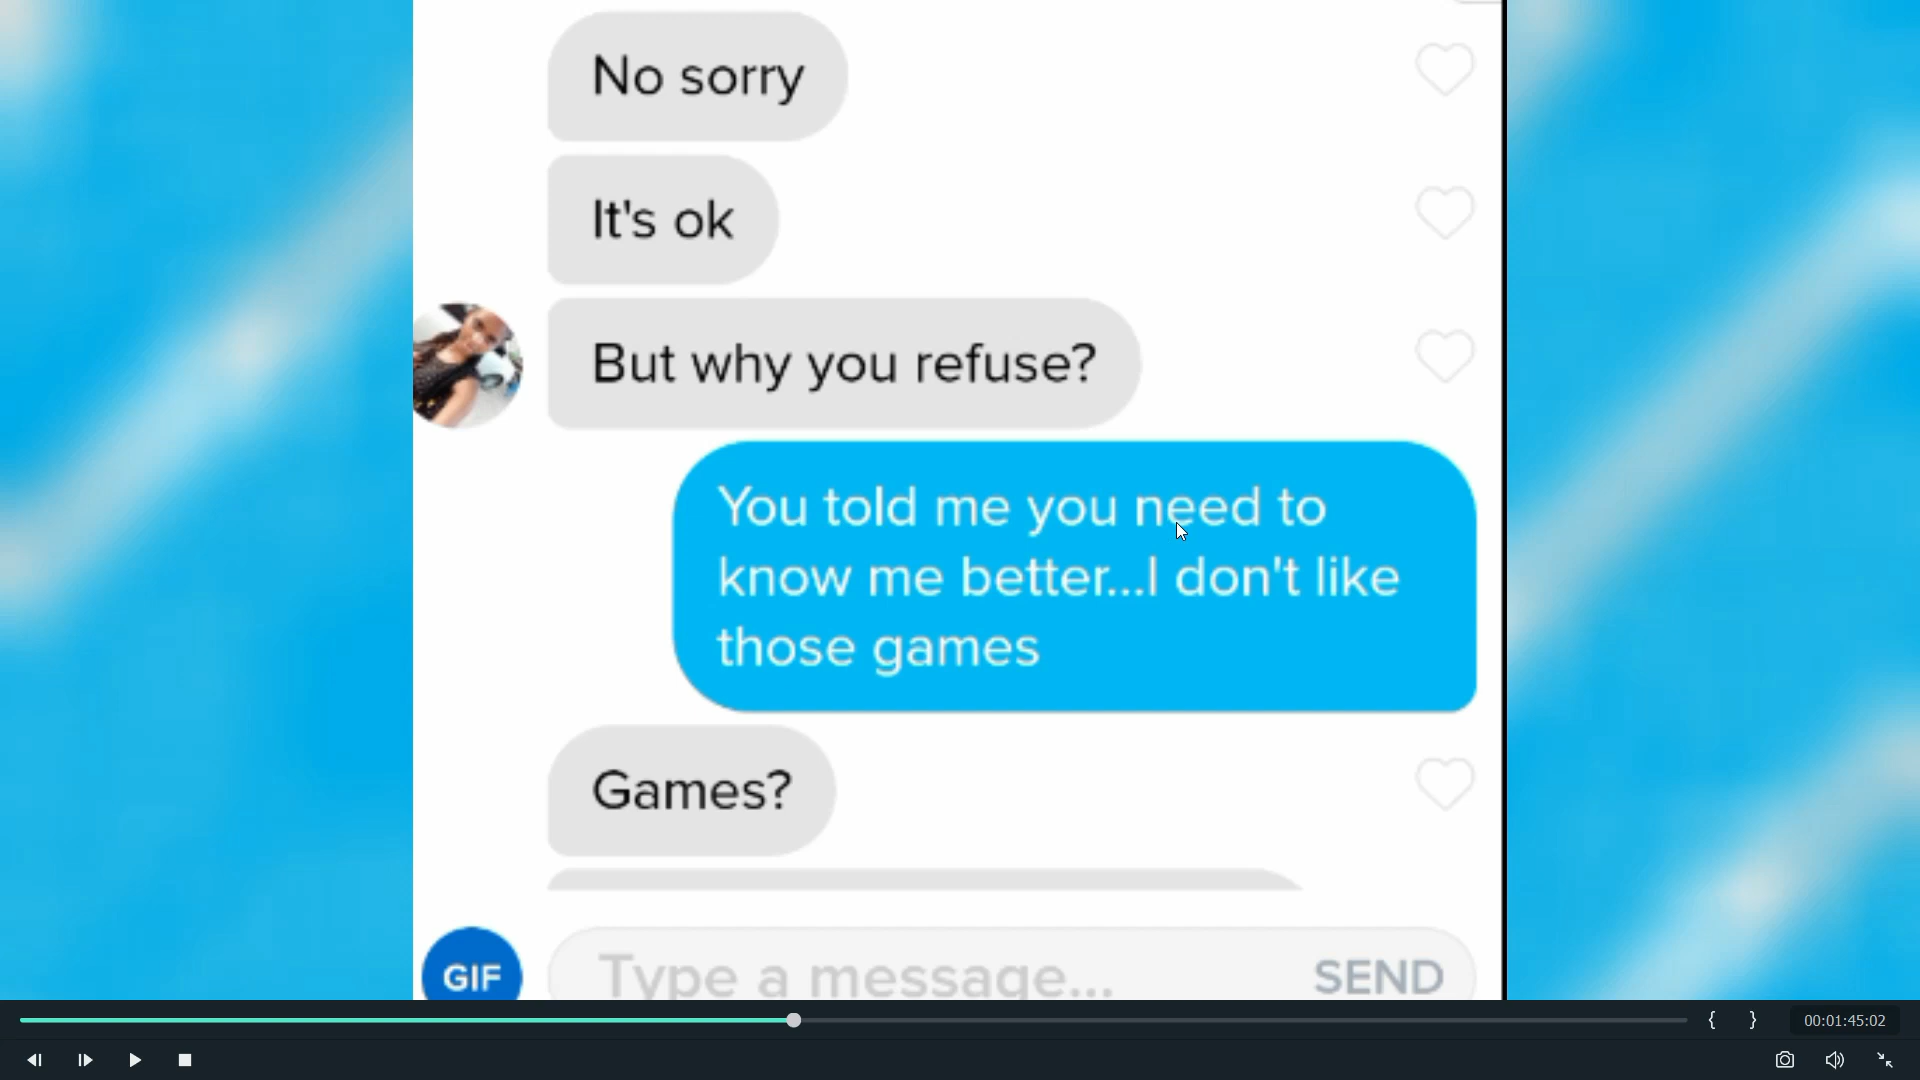 No sorry
It's ok
But why you refuse?
You told me you need to
know me better...I don't like
those games
Games?
GIF
Type a message...
SEND
{ }
00:01:45:02